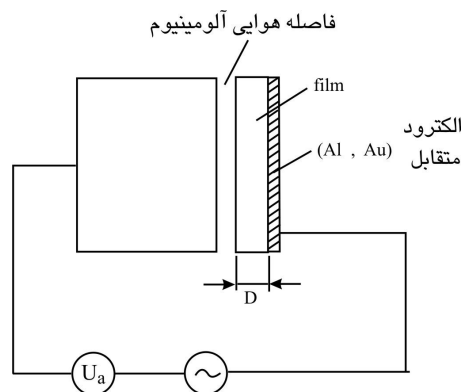 فاصله هوایی آلومینیوم
film
(Al , Au)
الکترود
متقابل
D
Ua
~